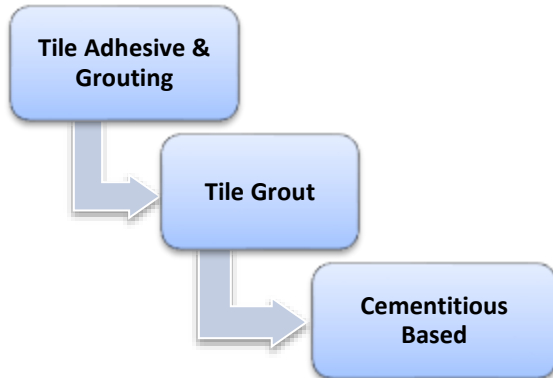 Tile Adhesive &
Grouting
Tile Grout
Cementitious
Based